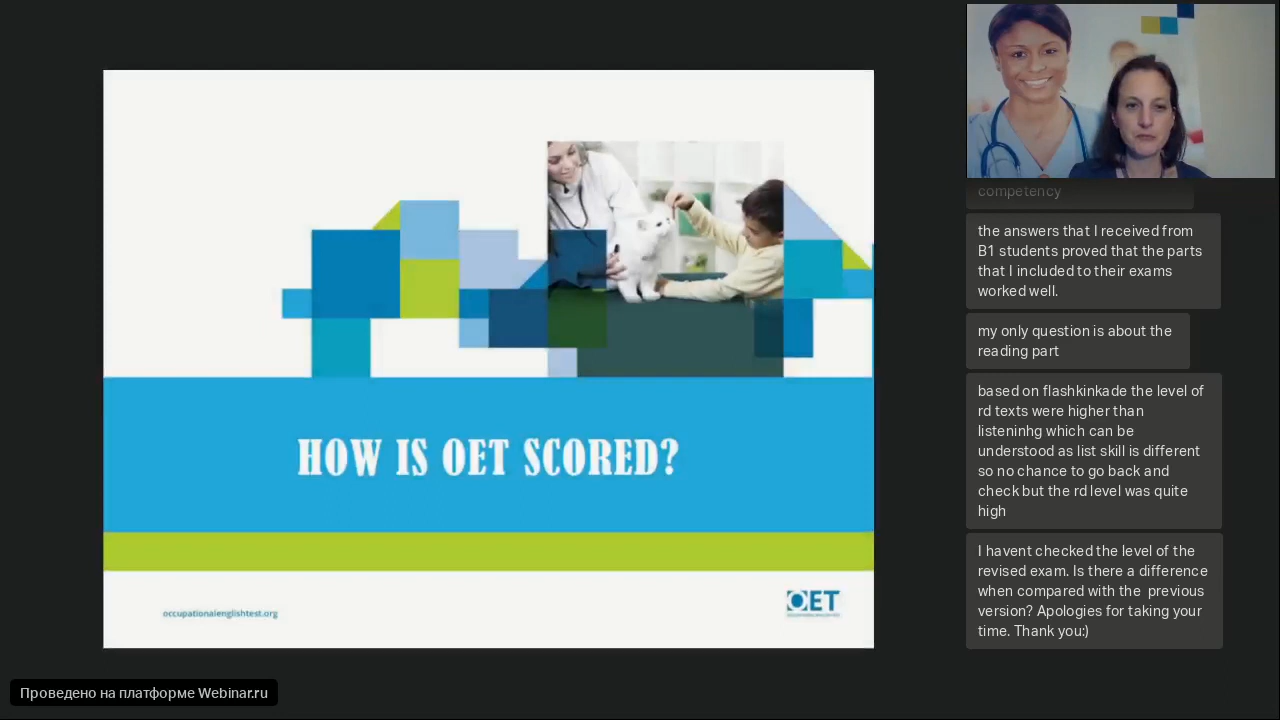 HOW IS OET SCORED?
occupationalenglishtest.org
OET
competency
the answers that I received from
B1 students proved that the parts
that I included to their exams
worked well.
my only question is about the
reading part
based on flashkinkade the level of
rd texts were higher than
listeninhg which can be
understood as list skill is different
so no chance to go back and
check but the rd level was quite
high
I havent checked the level of the
revised exam. Is there a difference
when compared with the  previous
version? Apologies for taking your
time. Thank you:)
Проведено на платформе Webinar.ru